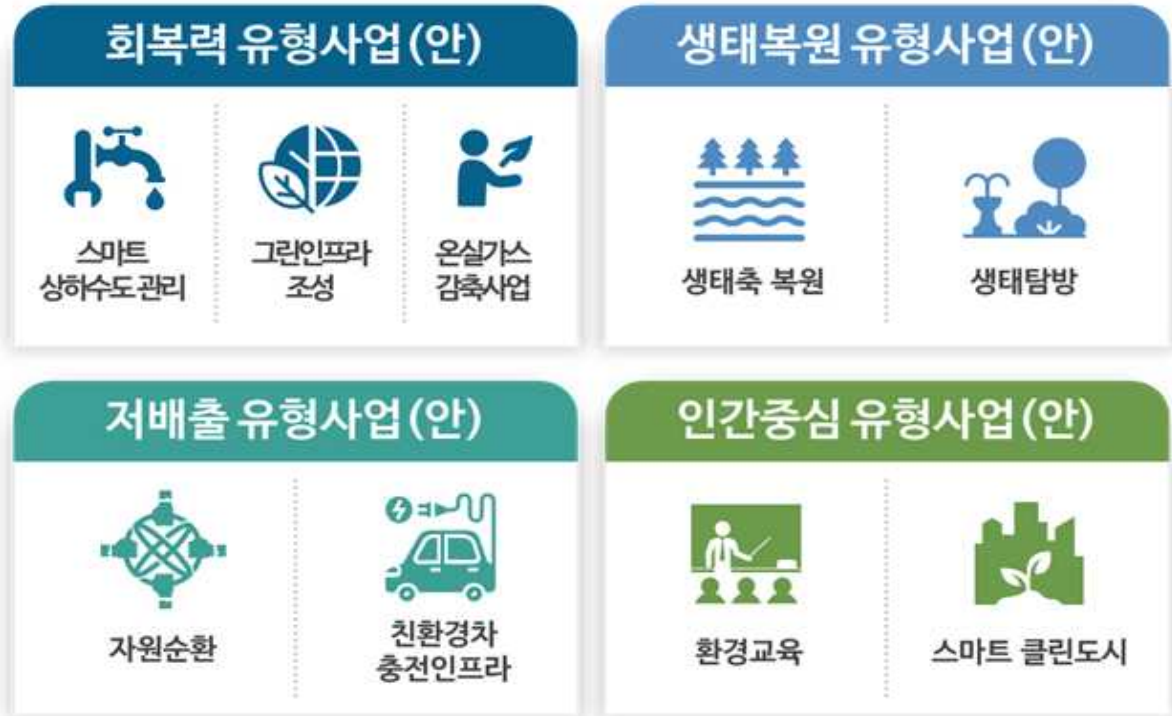 회복력 유형사업(안)
스마트
상하수도 관리
그린인프라
조성
온실가스
감축사업
생태복원 유형사업(안)
생태축 복원
생태탐방
저배출 유형사업(안)
자원순환
친환경차
충전인프라
인간중심 유형사업(안)
환경교육
스마트 클린도시